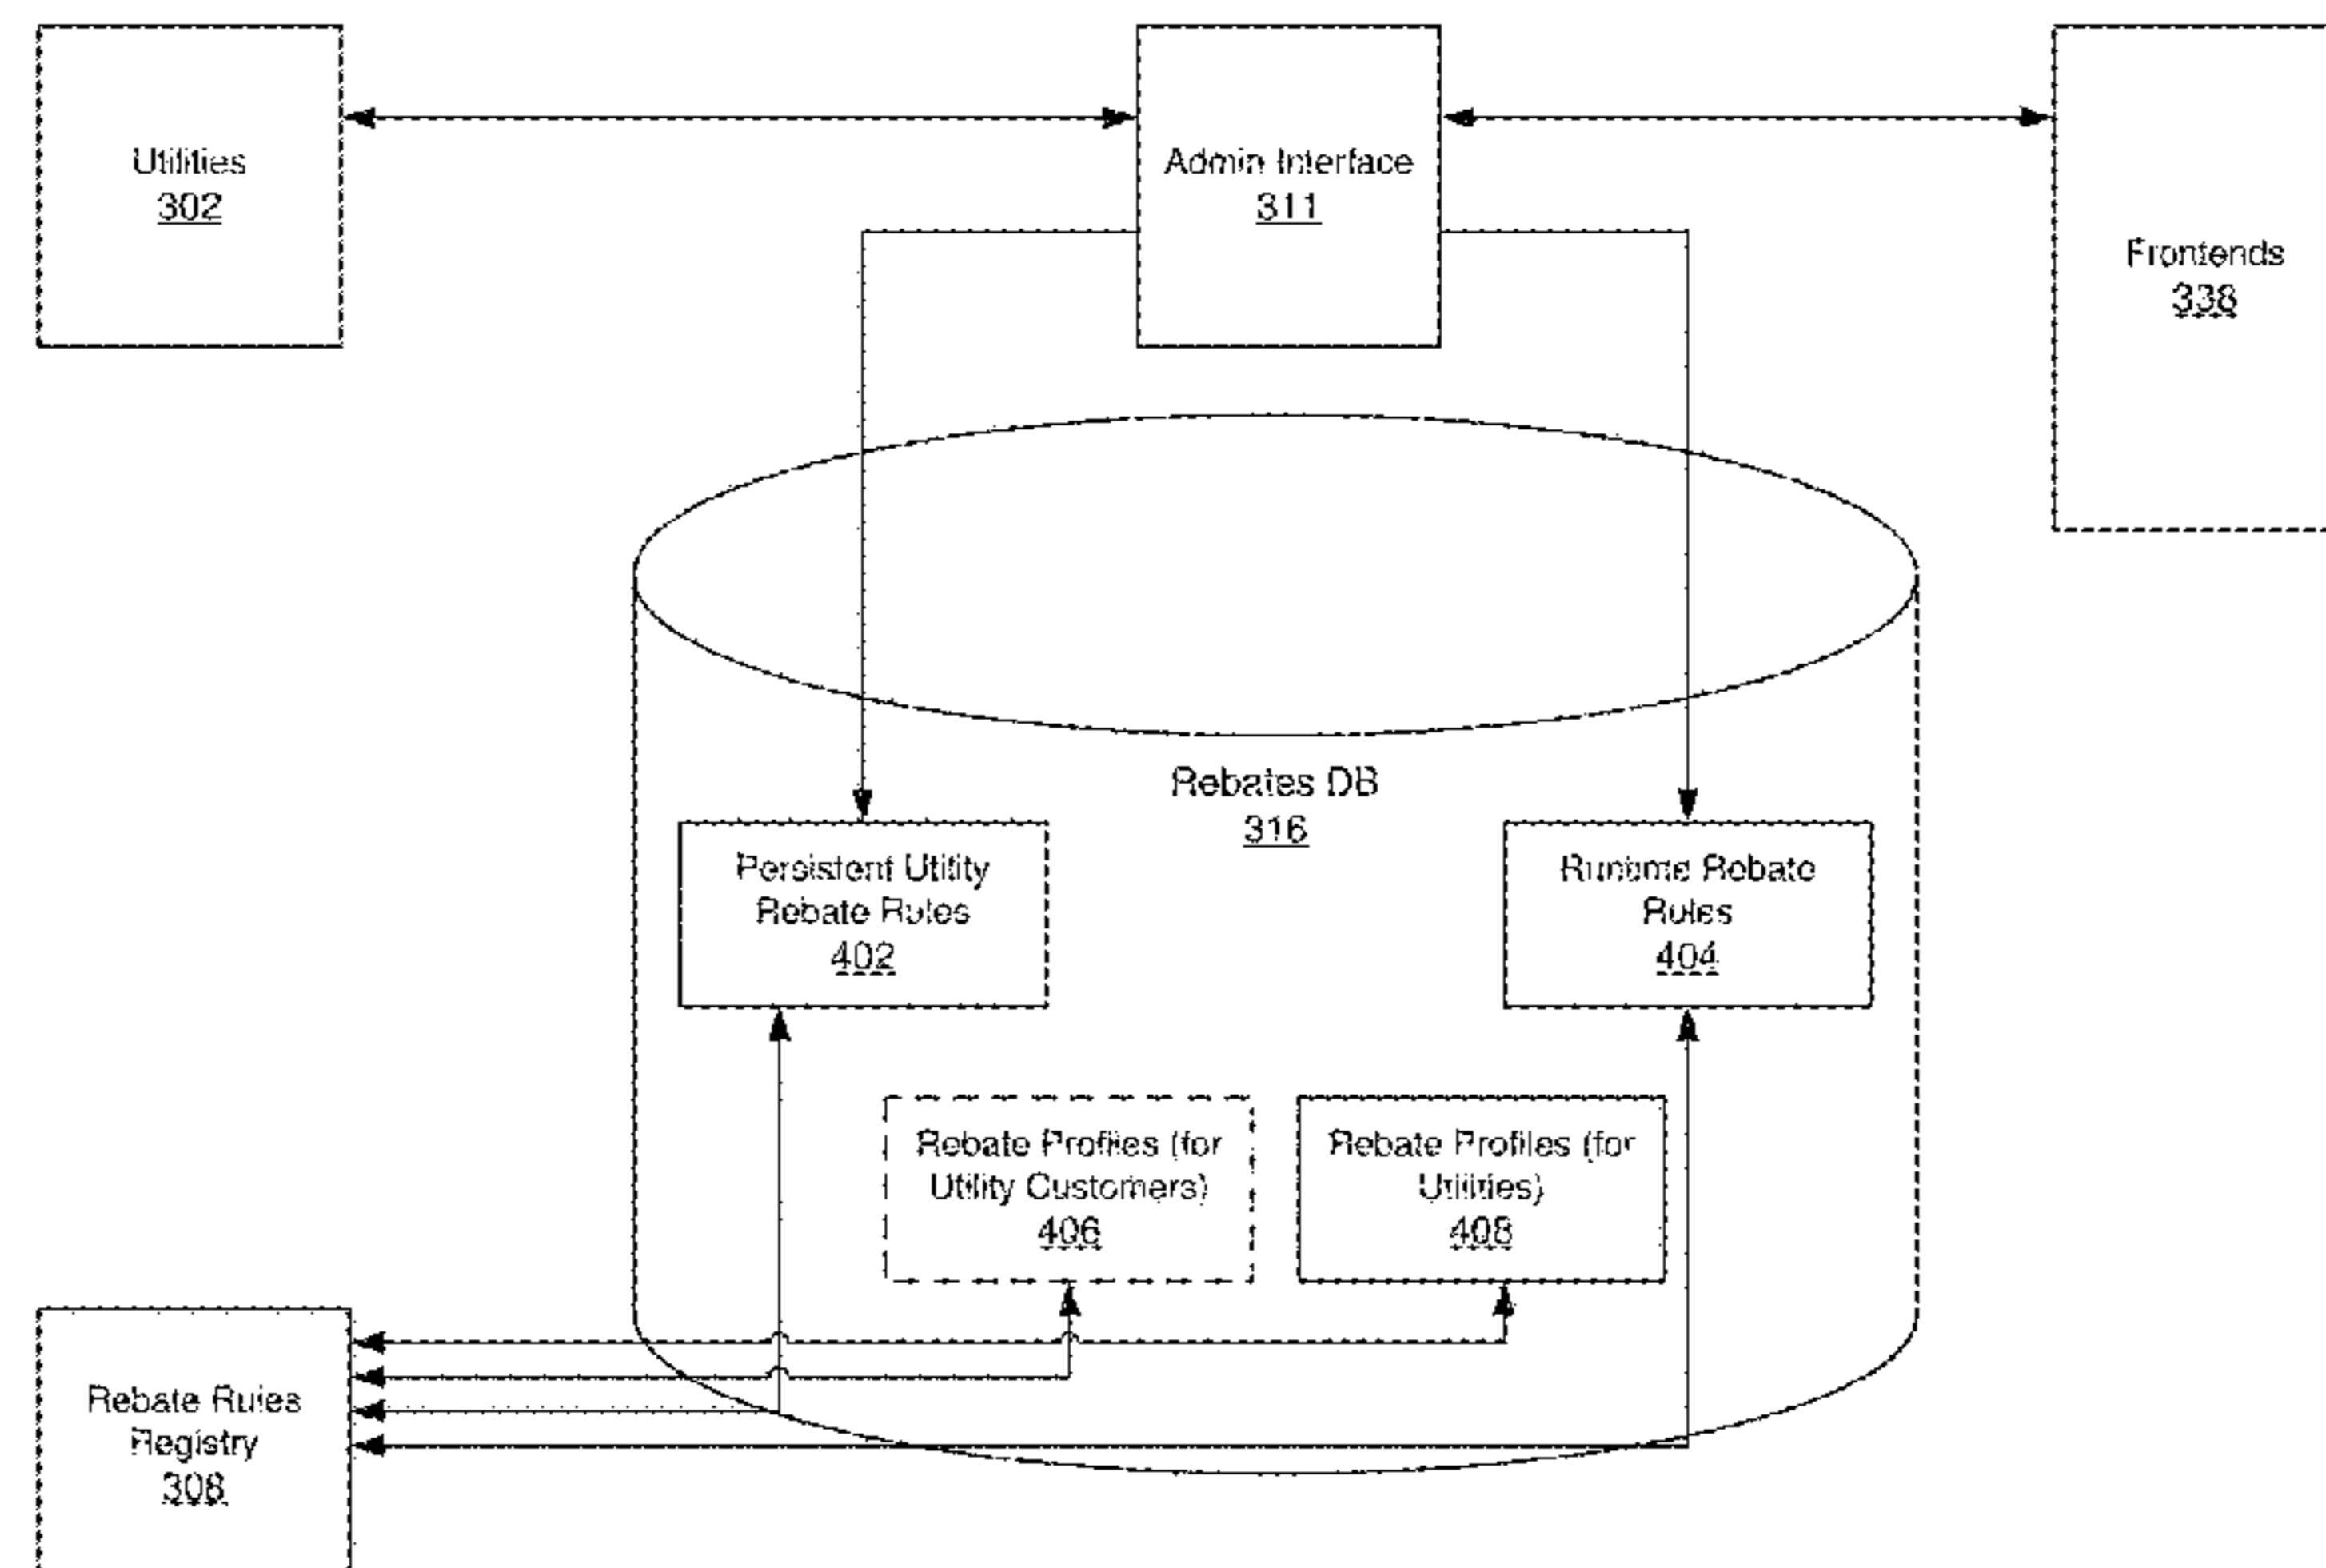 Utilities
302
Admin Interface
311
Frontends
338
Rebates DB
316
Persistent Utility
Rebate Rules
402
Runtime Rebate
Rules
404
Rebate Profiles (for
Utility Customers)
406
Rebate Profiles (for
Utilities)
408
Rebate Rules
Registry
308